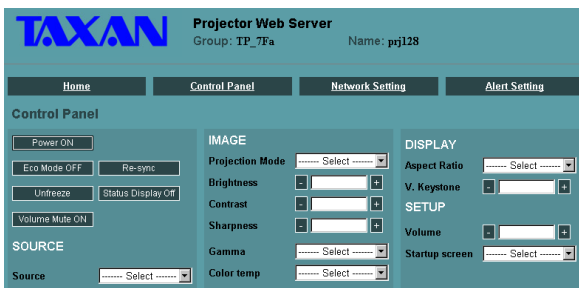 TAXAN
Projector Web Server
Group: TP_7Fa Name: prj128
Home Control Panel Network Setting Alert Setting
Control Panel
Power ON
Eco Mode OFF Re-sync
Unfreeze Status Display Off
Volume Mute ON
SOURCE
Source ------- Select -------
IMAGE
Projection Mode ------- Select -------
Brightness - +
Contrast - +
Sharpness - +
Gamma ------- Select -------
Color temp ------- Select -------
DISPLAY
Aspect Ratio ------- Select -------
V. Keystone - +
SETUP
Volume - +
Startup screen ------- Select -------